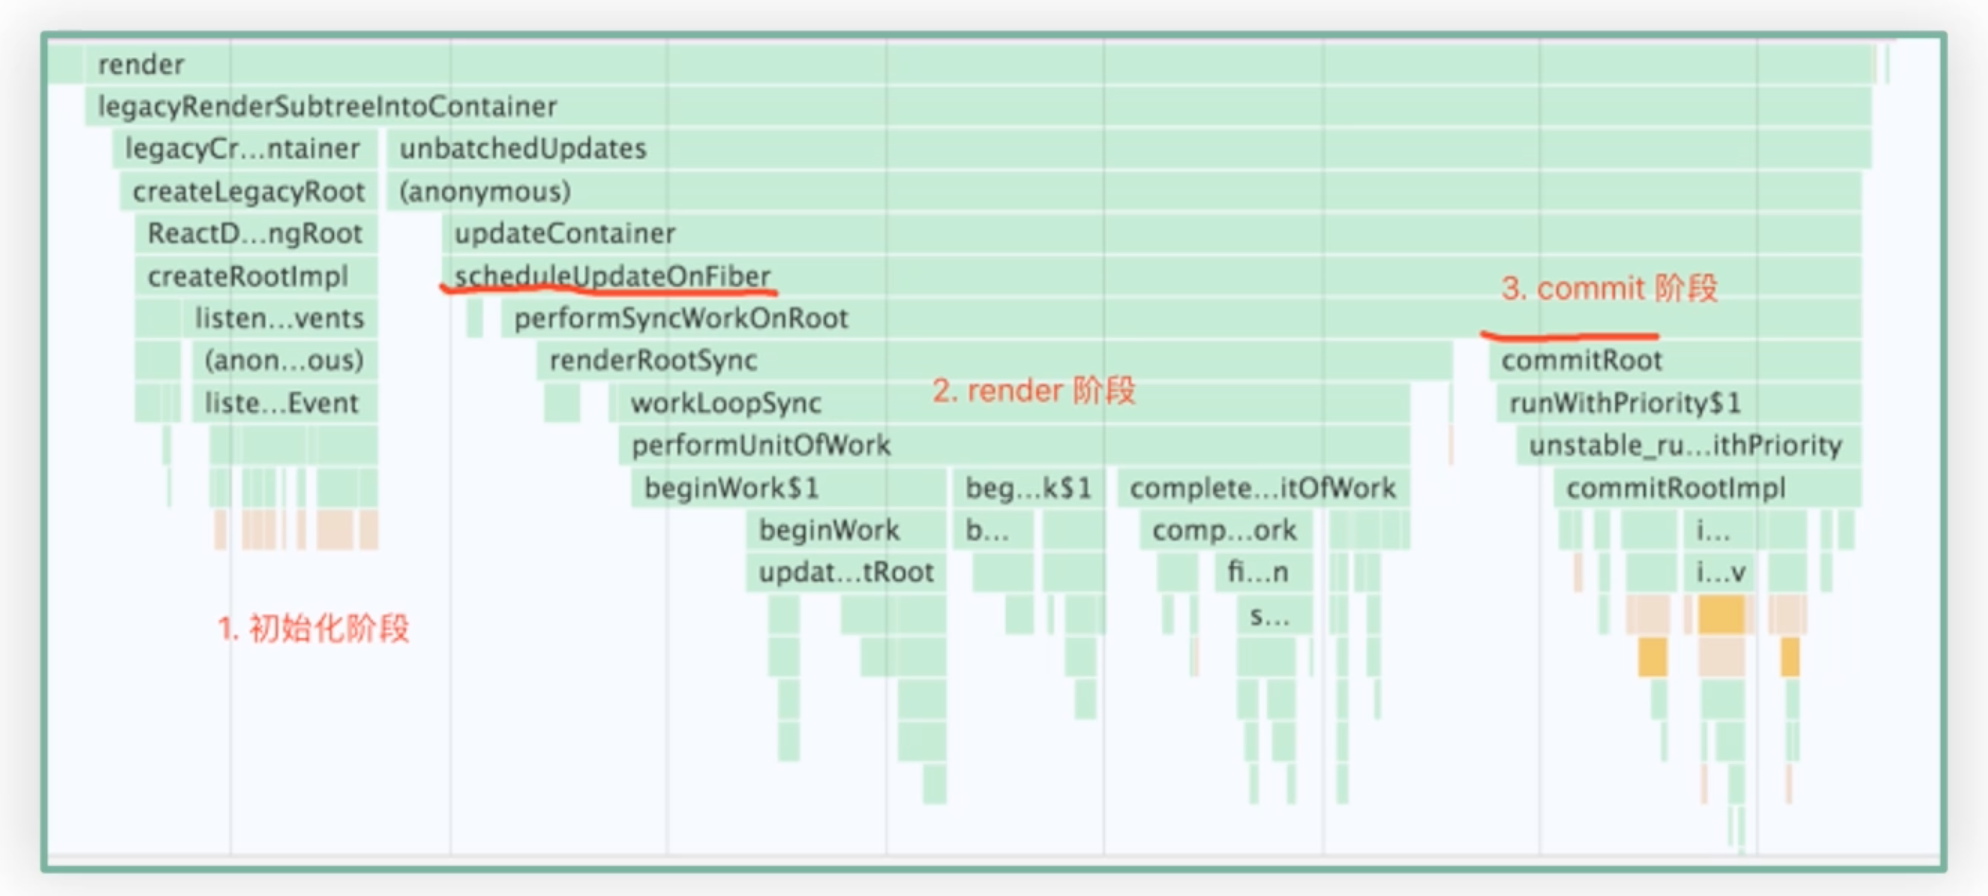 render
legacyRenderSubtreeIntoContainer
legacyCr...ntainer unbatchedUpdates
createLegacyRoot (anonymous)
ReactD...ngRoot updateContainer
createRootImpl scheduleUpdateOnFiber
3. commit 阶段
listen...vents performSyncWorkOnRoot
(anon...ous) renderRootSync commitRoot
2. render 阶段
liste...Event workLoopSync runWithPriority$1
performUnitOfWork unstable_ru...ithPriority
beginWork$1 beg...k$1 complete...itOfWork commitRootImpl
beginWork b... comp...ork i...
updat...tRoot fi...n i...v
s...
1. 初始化阶段